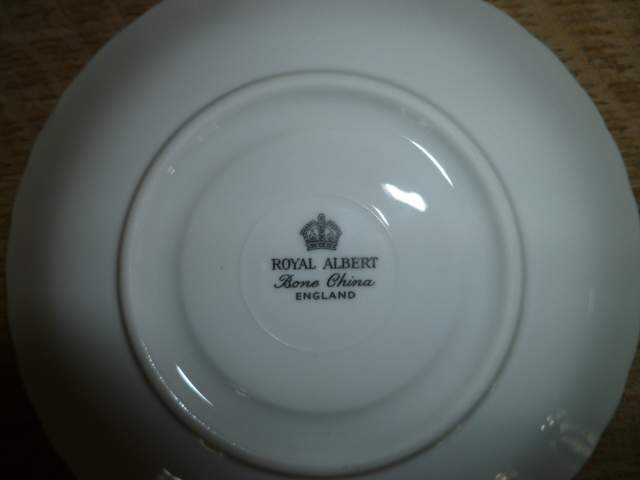 ROYAL ALBERT
Bone China
ENGLAND